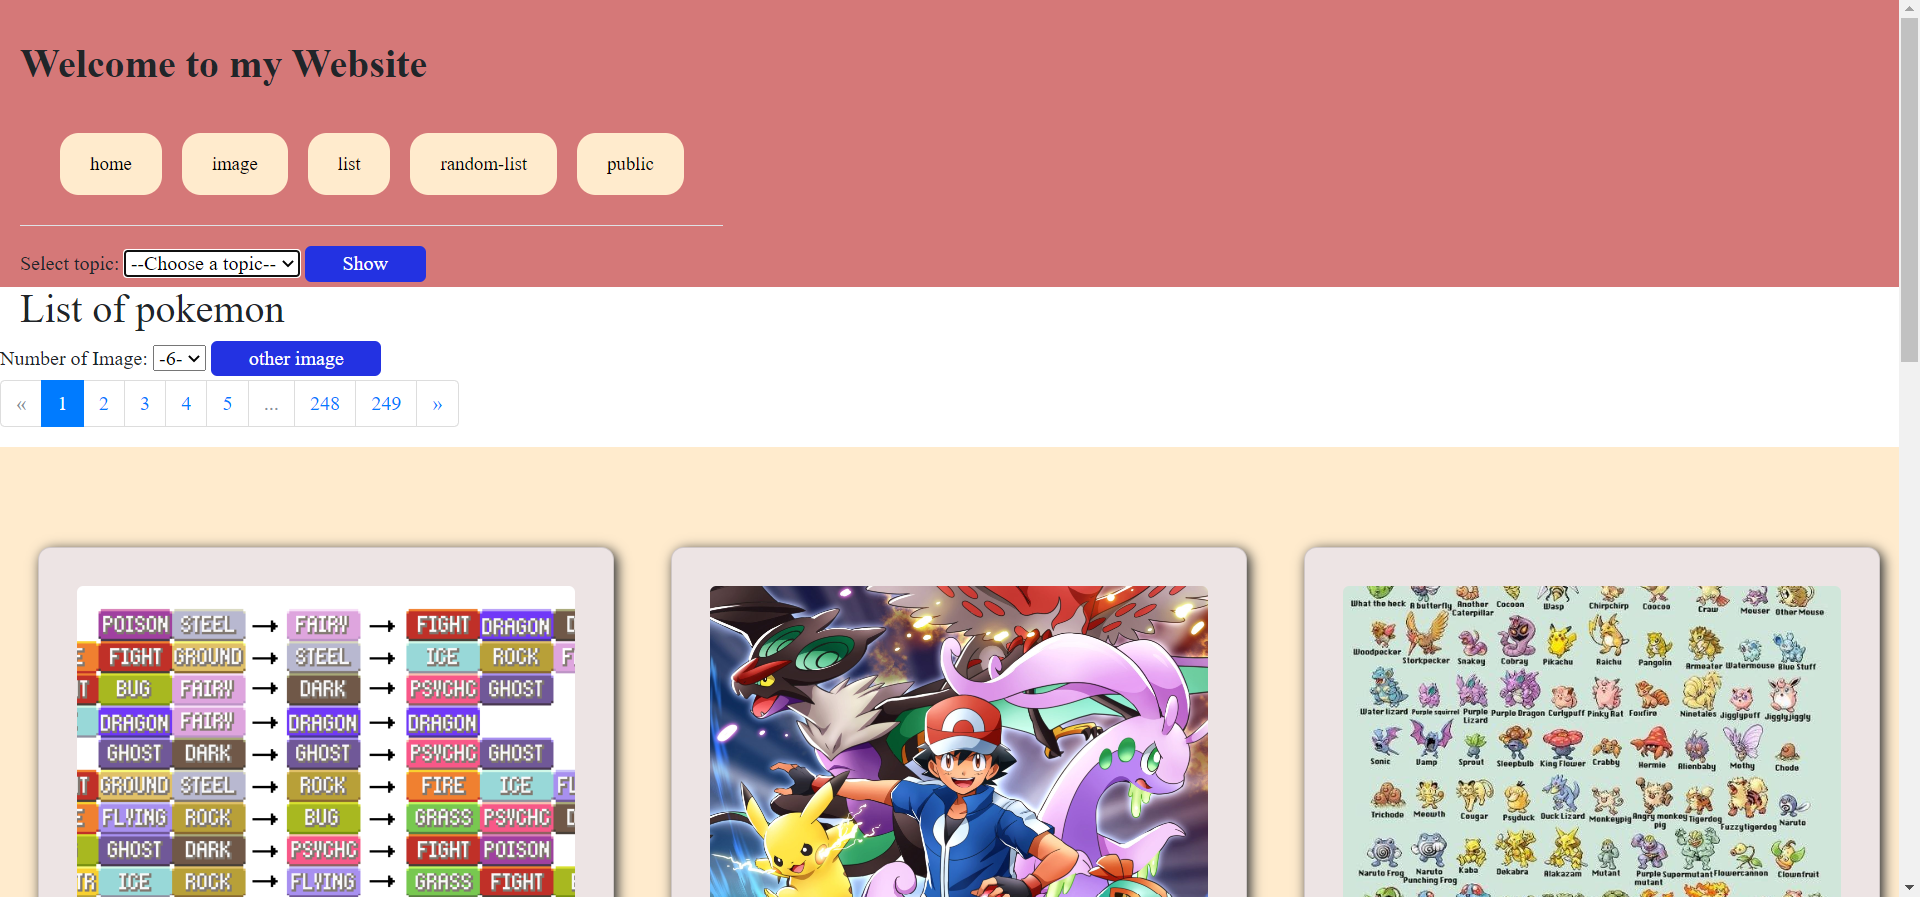 Welcome to my Website
home image list random-list public
Select topic: --Choose a topic-- Show
List of pokemon
Number of Image: -6- other image
« 1 2 3 4 5 ... 248 249 »
POISON STEEL → FAIRY → FIGHT DRAGON
FIGHT GROUND → STEEL → ICE ROCK
BUG FAIRY → DARK → PSYCHC GHOST
DRAGON FAIRY → DRAGON → DRAGON
GHOST DARK → GHOST → PSYCHC GHOST
GROUND STEEL → ROCK → FIRE ICE
FLYING ROCK → BUG → GRASS PSYCHC
GHOST DARK → PSYCHC → FIGHT POISON
ICE ROCK → FLYING → GRASS FIGHT
What the heck A butterfly Another Caterpillar Cocoon Wasp Chirpchirp Coocoo Craw Mouser Other Mouse
Woodpecker Storkpecker Snakey Cobray Pikachu Raichu Pangolin Armeater Watermouse Blue Stuff
Water lizard Purple squirrel Purple Lizard Purple Dragon Curlypuff Pinky Rat Foxfire Ninetales Jigglypuff Jigglyjiggly
Sonic Vamp Sprout Sleepbulb King Flower Crabby Hermie Alienbaby Mothy Chodo
Trichode Meowth Cougar Psyduck Duck Lizard Monkeypig Angry monkey pig Tigerdog Fuzzytigerdog Naruto
Naruto Frog Naruto Punching Frog Kaba Dekabra Alakazam Mutant Purple mutant Supermutant Flowercannon Clownfruit